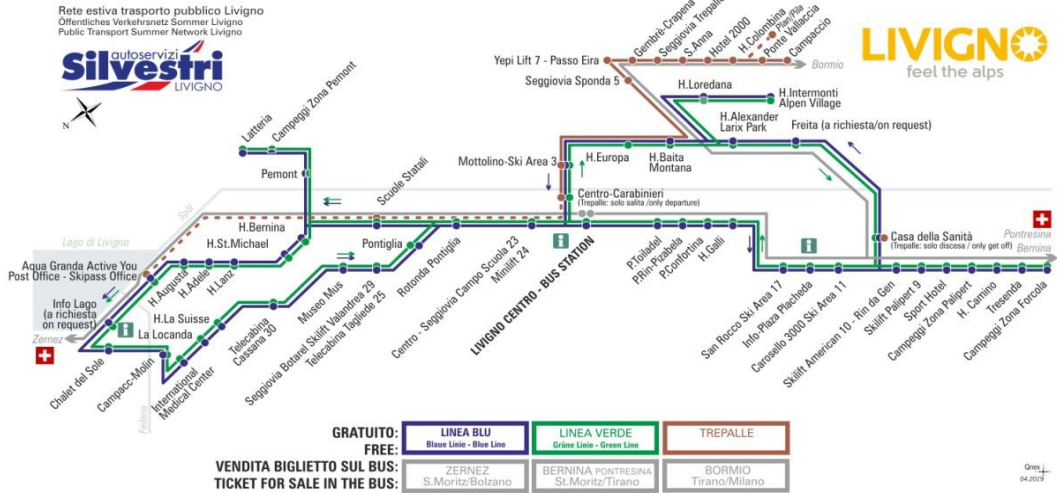 Rete estiva trasporto pubblico Livigno
Öffentliches Verkehrsnetz Sommer Livigno
Public Transport Summer Network Livigno
autoservizi
Silvestri
LIVIGNO
N
LIVIGNO
feel the alps
Gembrè-Crapena
Seggiovia Trepalle
S.Anna
Hotel 2000
H.Colombina
Plan/Pila
Ponte Vallaccia
Campaccio
Yepi Lift 7 - Passo Eira
Bormio
Seggiovia Sponda 5
H.Loredana
H.Intermonti
Alpen Village
H.Alexander
Larix Park
Freita (a richiesta/on request)
Latteria
Campeggi Zona Pemont
Pemont
Mottolino-Ski Area 3
H.Europa
H.Baita
Montana
Scuole Statali
Centro-Carabinieri
(Trepalle: solo salita /only departure)
Spöl
H.Bernina
H.St.Michael
Pontiglia
Lago di Livigno
Aqua Granda Active You
Post Office - Skipass Office
H.Augusta
H.Adele
H.Lanz
Casa della Sanità
(Trepalle: solo discesa / only get off)
Pontresina
Bernina
Info Lago
(a richiesta
on request)
Zernez
H.La Suisse
La Locanda
Chalet del Sole
Campacc-Molin
Federia
International
Medical Center
Telecabina
Cassana 30
Museo Mus
Seggiovia Botarel Skilift Valandrea 29
Telecabina Tagliede 25
Rotonda Pontiglia
Centro - Seggiovia Campo Scuola 23
Minilift 24
LIVIGNO CENTRO - BUS STATION
P.Toiladal
P.Rin-Pizabela
P.Confortina
H.Galli
San Rocco Ski Area 17
Info-Plaza Placheda
Carosello 3000 Ski Area 11
Skilift American 10 - Rin da Gen
Skilift Palipert 9
Sport Hotel
Campeggi Zona Palipert
H. Camino
Tresenda
Campeggi Zona Forcola
GRATUITO:
FREE:
LINEA BLU
Blaue Linie - Blue Line
LINEA VERDE
Grüne Linie - Green Line
TREPALLE
VENDITA BIGLIETTO SUL BUS:
TICKET FOR SALE IN THE BUS:
ZERNEZ
S.Moritz/Bolzano
BERNINA PONTRESINA
St.Moritz/Tirano
BORMIO
Tirano/Milano
Qnex
04.2019